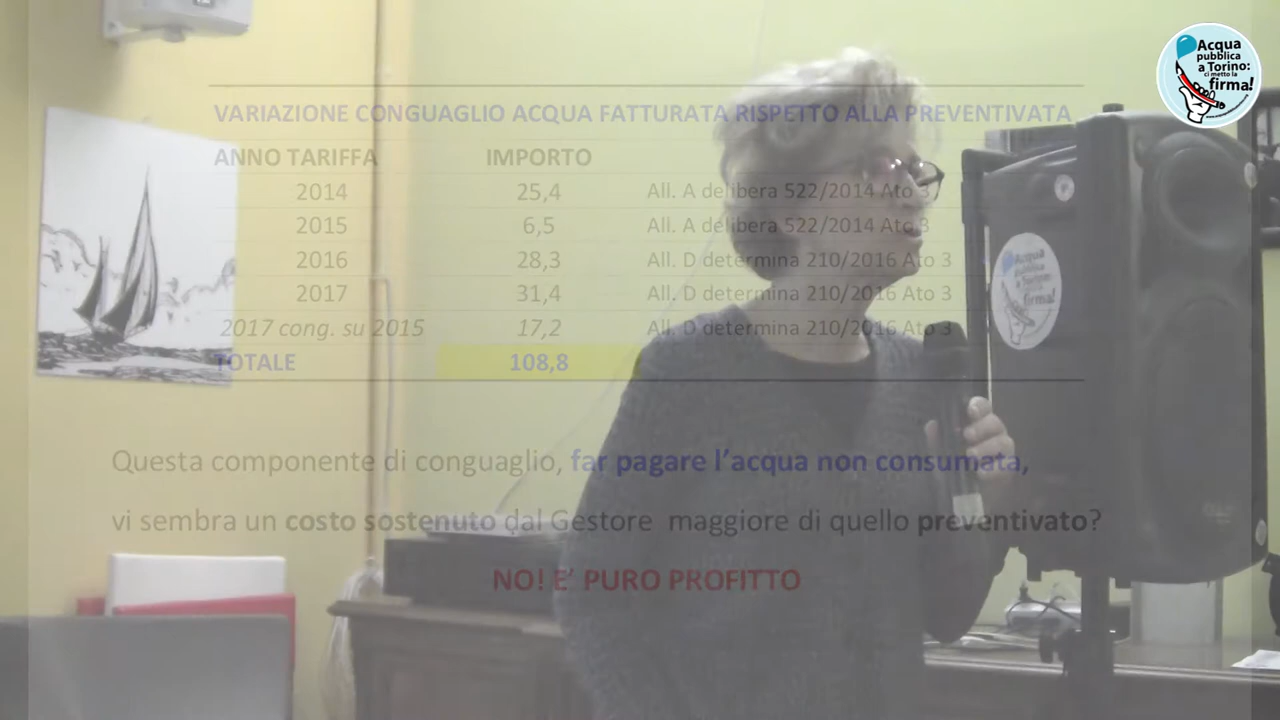 Acqua
pubblica
a Torino:
ci metto la
firma!
VARIAZIONE CONGUAGLIO ACQUA FATTURATA RISPETTO ALLA PREVENTIVATA
ANNO TARIFFA IMPORTO
2014 25,4 All. A delibera 522/2014 Ato 3
2015 6,5 All. A delibera 522/2014 Ato 3
2016 28,3 All. D determina 210/2016 Ato 3
2017 31,4 All. D determina 210/2016 Ato 3
2017 cong. su 2015 17,2 All. D determina 210/2016 Ato 3
TOTALE 108,8
Acqua
pubblica
a Torino:
ci metto la
firma!
Questa componente di conguaglio, far pagare l'acqua non consumata,
vi sembra un costo sostenuto dal Gestore maggiore di quello preventivato?
NO! E' PURO PROFITTO